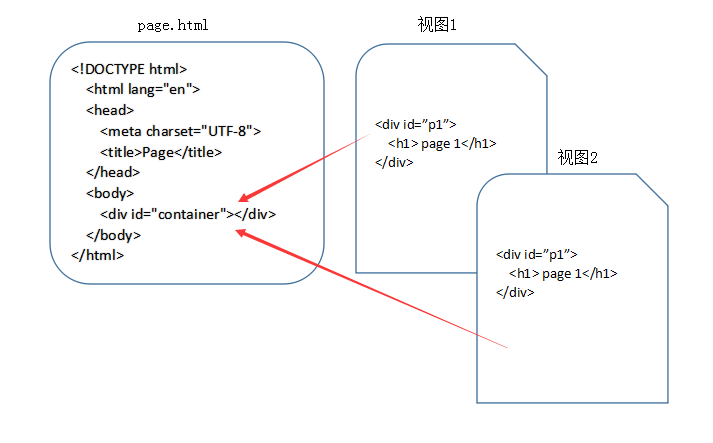 page.html
<!DOCTYPE html>
<html lang="en">
<head>
<meta charset="UTF-8">
<title>Page</title>
</head>
<body>
<div id="container"></div>
</body>
</html>
视图1
<div id=”p1”>
<h1> page 1</h1>
</div>
视图2
<div id=”p1”>
<h1> page 1</h1>
</div>